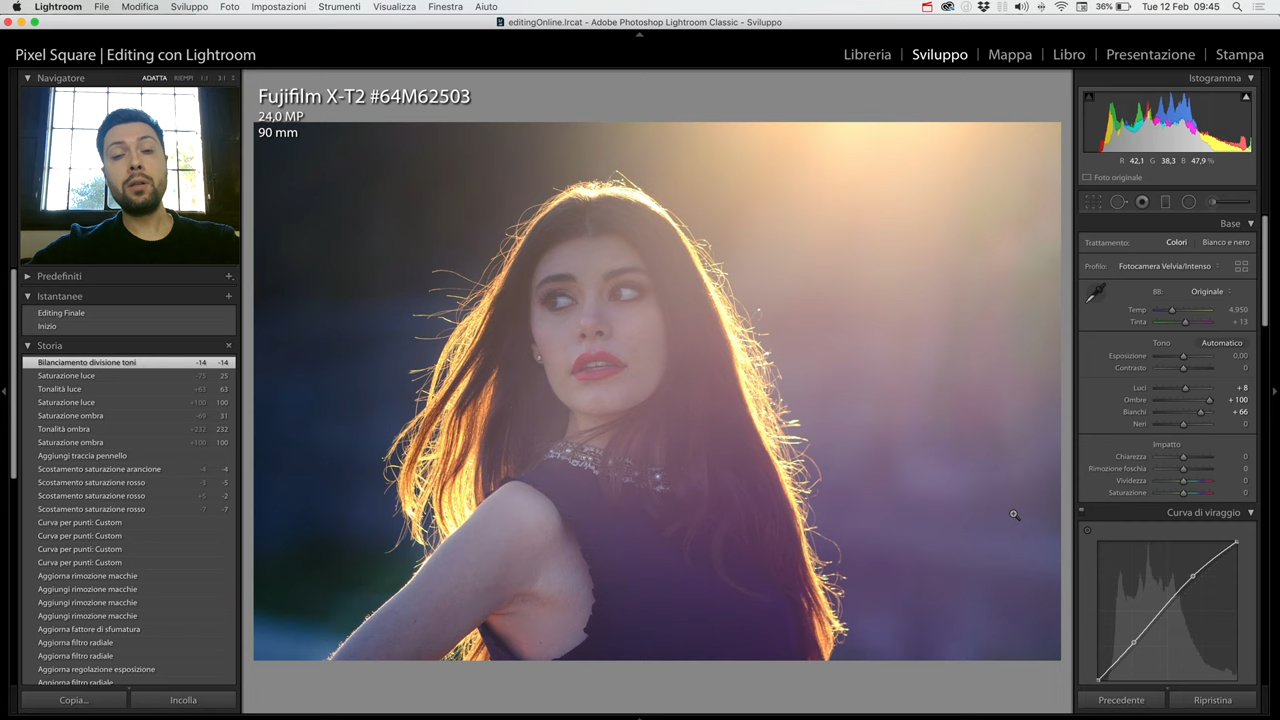 Lightroom File Modifica Sviluppo Foto Impostazioni Strumenti Visualizza Finestra Aiuto 36% Tue 12 Feb 09:45
editingOnline.lrcat - Adobe Photoshop Lightroom Classic - Sviluppo
Pixel Square | Editing con Lightroom
Libreria | Sviluppo | Mappa | Libro | Presentazione | Stampa
Navigatore ADATTA RIEMPI 1:1 3:1
Predefiniti
Istantanee
Editing Finale
Inizio
Storia
Bilanciamento divisione toni -14 -14
Saturazione luce -75 25
Tonalità luce +63 63
Saturazione luce +100 100
Saturazione ombra -69 31
Tonalità ombra +232 232
Saturazione ombra +100 100
Aggiungi traccia pennello
Scostamento saturazione arancione -4 -4
Scostamento saturazione rosso -3 -5
Scostamento saturazione rosso +5 -2
Scostamento saturazione rosso -7 -7
Curva per punti: Custom
Curva per punti: Custom
Curva per punti: Custom
Curva per punti: Custom
Aggiorna rimozione macchie
Aggiungi rimozione macchie
Aggiungi rimozione macchie
Aggiungi rimozione macchie
Aggiorna fattore di sfumatura
Aggiungi filtro radiale
Aggiorna filtro radiale
Aggiorna regolazione esposizione
Aggiungi filtro radiale
Copia... Incolla
Fujifilm X-T2 #64M62503
24,0 MP
90 mm
Istogramma
R 42,1 G 38,3 B 47,9 %
Foto originale
Base
Trattamento: Colori Bianco e nero
Profilo: Fotocamera Velvia/Intenso
BB: Originale
Temp 4.950
Tinta + 13
Tono Automatico
Esposizione 0,00
Contrasto 0
Luci + 8
Ombre + 100
Bianchi + 66
Neri 0
Impatto
Chiarezza 0
Rimozione foschia 0
Vividezza 0
Saturazione 0
Curva di viraggio
Precedente Ripristina